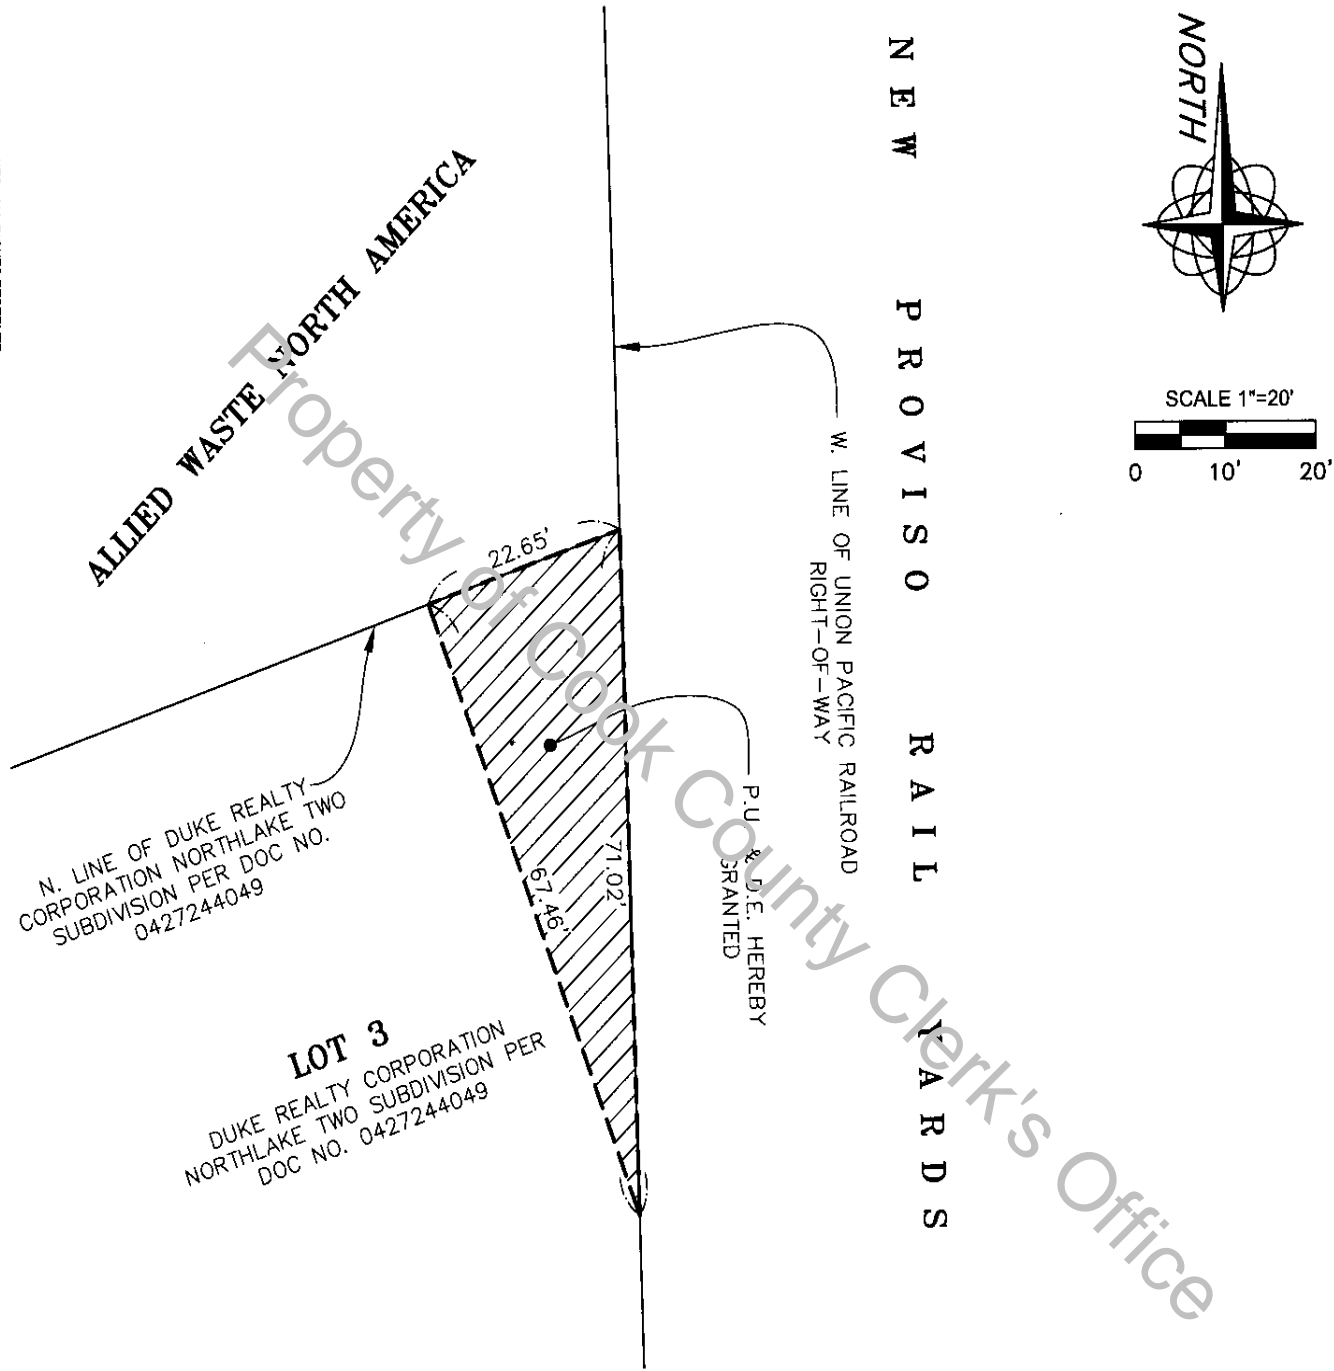 NORTH
SCALE 1"=20'
0 10' 20'
NEW PROVISO RAIL YARDS
ALLIED WASTE NORTH AMERICA
W. LINE OF UNION PACIFIC RAILROAD
RIGHT-OF-WAY
22.65'
71.02'
67.46'
P.U. & D.E. HEREBY
GRANTED
N. LINE OF DUKE REALTY
CORPORATION NORTHLAKE TWO
SUBDIVISION PER DOC NO.
0427244049
LOT 3
DUKE REALTY CORPORATION
NORTHLAKE TWO SUBDIVISION PER
DOC NO. 0427244049
Property of Cook County Clerk's Office